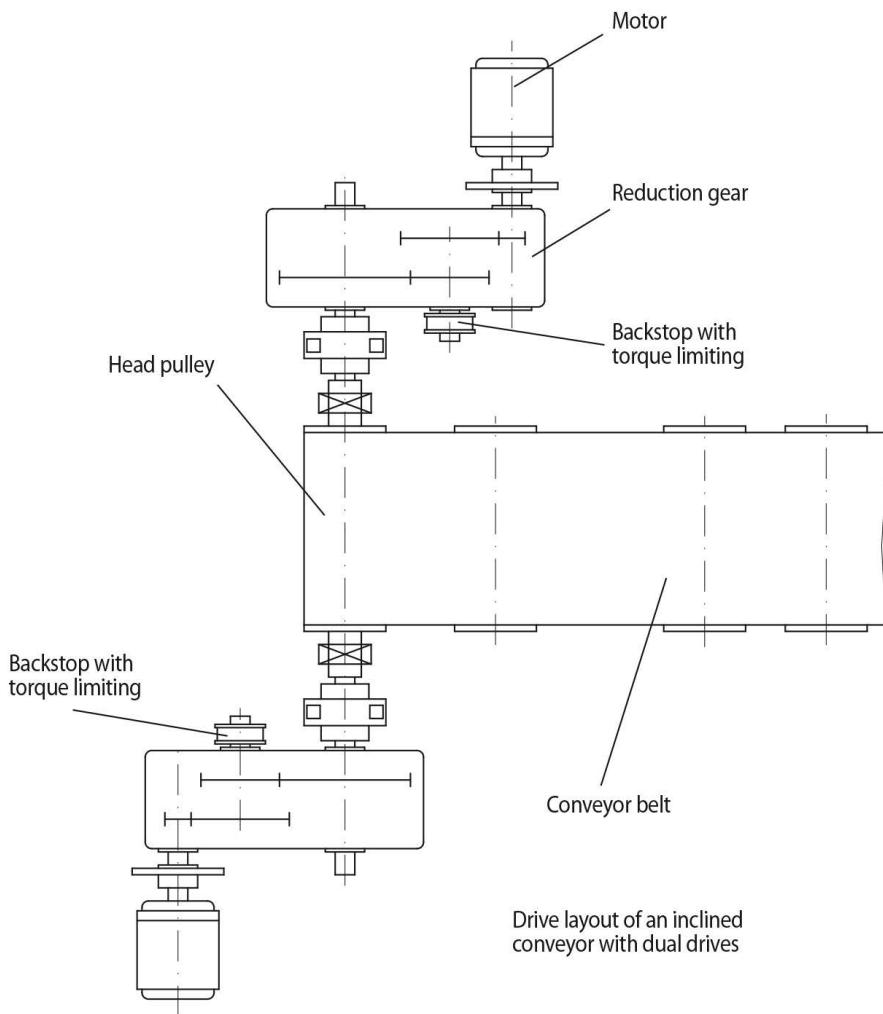 Motor
Reduction gear
Backstop with
torque limiting
Head pulley
Backstop with
torque limiting
Conveyor belt
Drive layout of an inclined
conveyor with dual drives